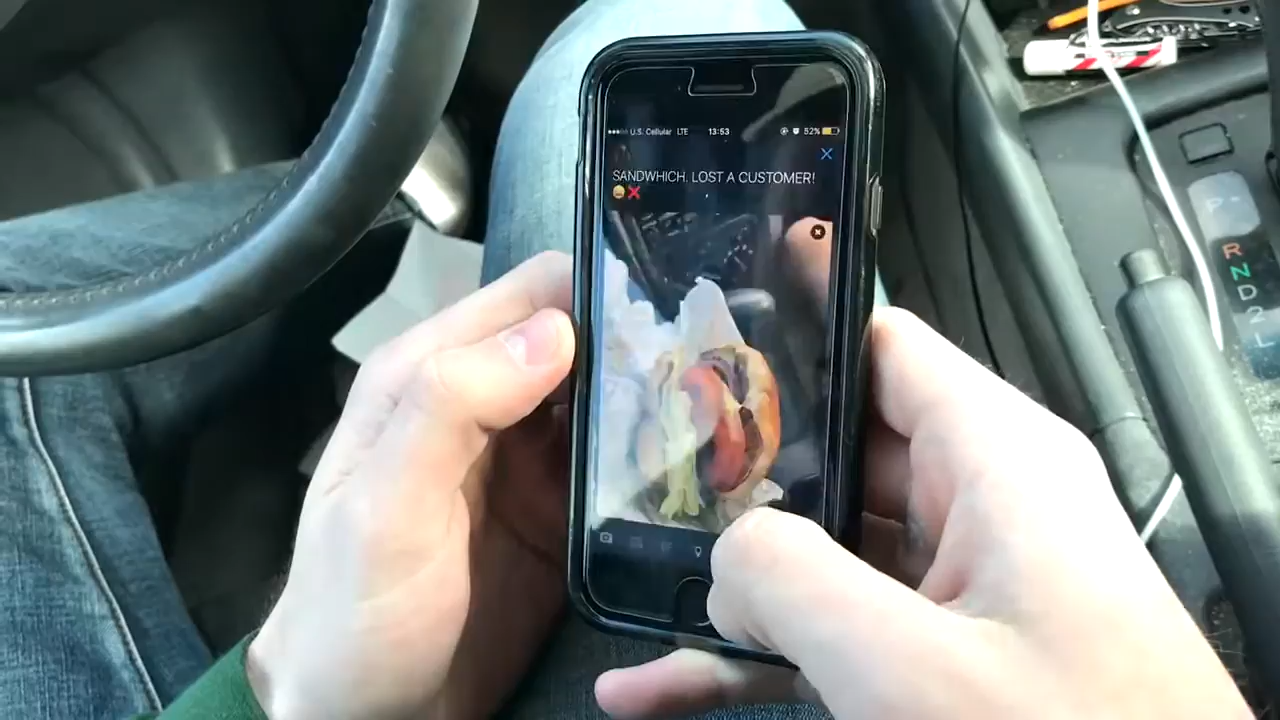 U.S. Cellular LTE 13:53 52%
SANDWHICH. LOST A CUSTOMER!
P
R
N
D
2
L